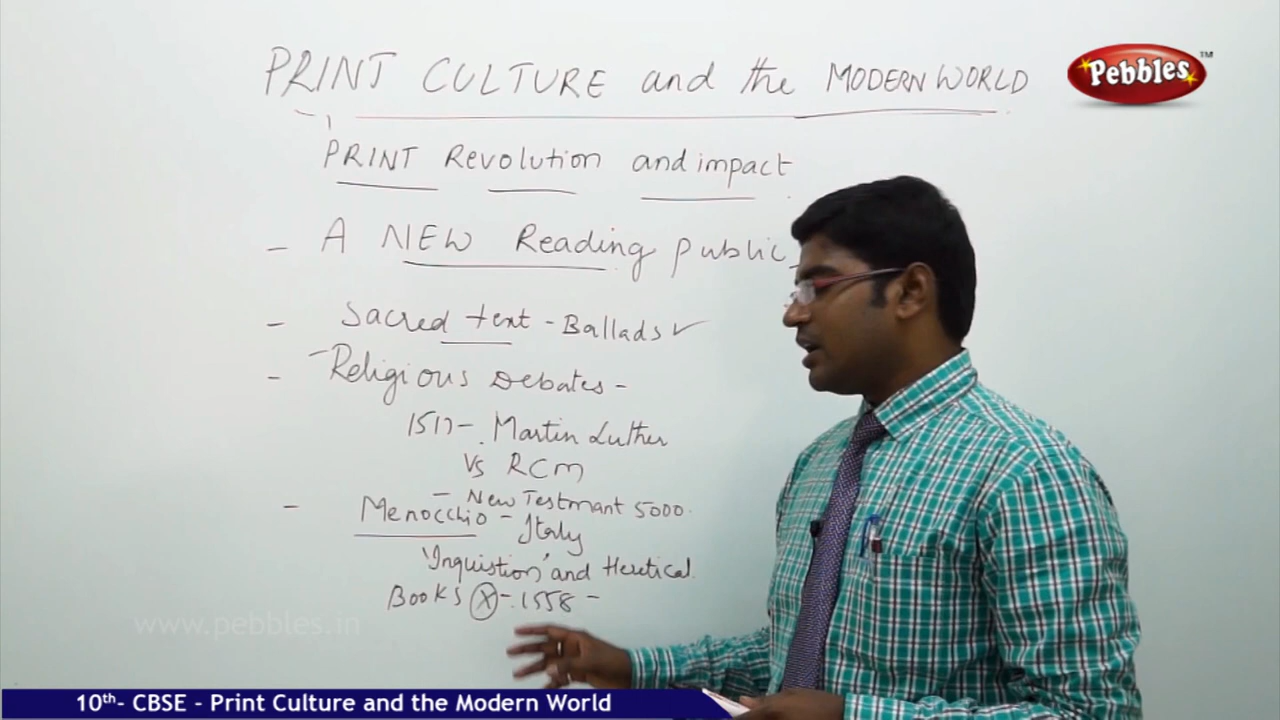 PRINT CULTURE and the MODERN WORLD
Pebbles™
PRINT Revolution and impact
- A NEW Reading public
- Sacred text - Ballads ✓
- Religious Debates -
1517 - Martin Luther
Vs RCM
- New Testmant 5000.
- Menocchio - Italy
'Inquistion' and Heretical.
Books X - 1558 -
www.pebbles.in
10th- CBSE - Print Culture and the Modern World